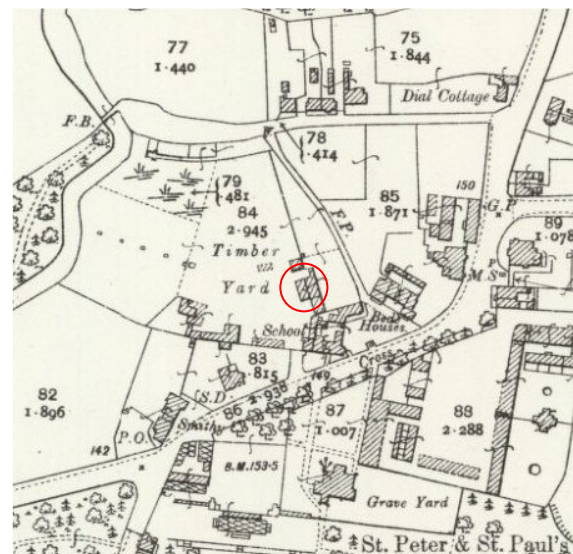 77
1·440
75
1·844
Dial Cottage
F.B.
78
·414
79
·481
84
2·945
Timber
Yard
F.P.
85
1·871
150
G.P
89
1·078
M.S
Bede
Houses
School
Cross
83
·815
S.D.
169
86
2·938
Smithy
82
1·896
P.O.
142
87
1·007
88
2·288
B.M.153·5
Grave Yard
St. Peter & St. Paul's